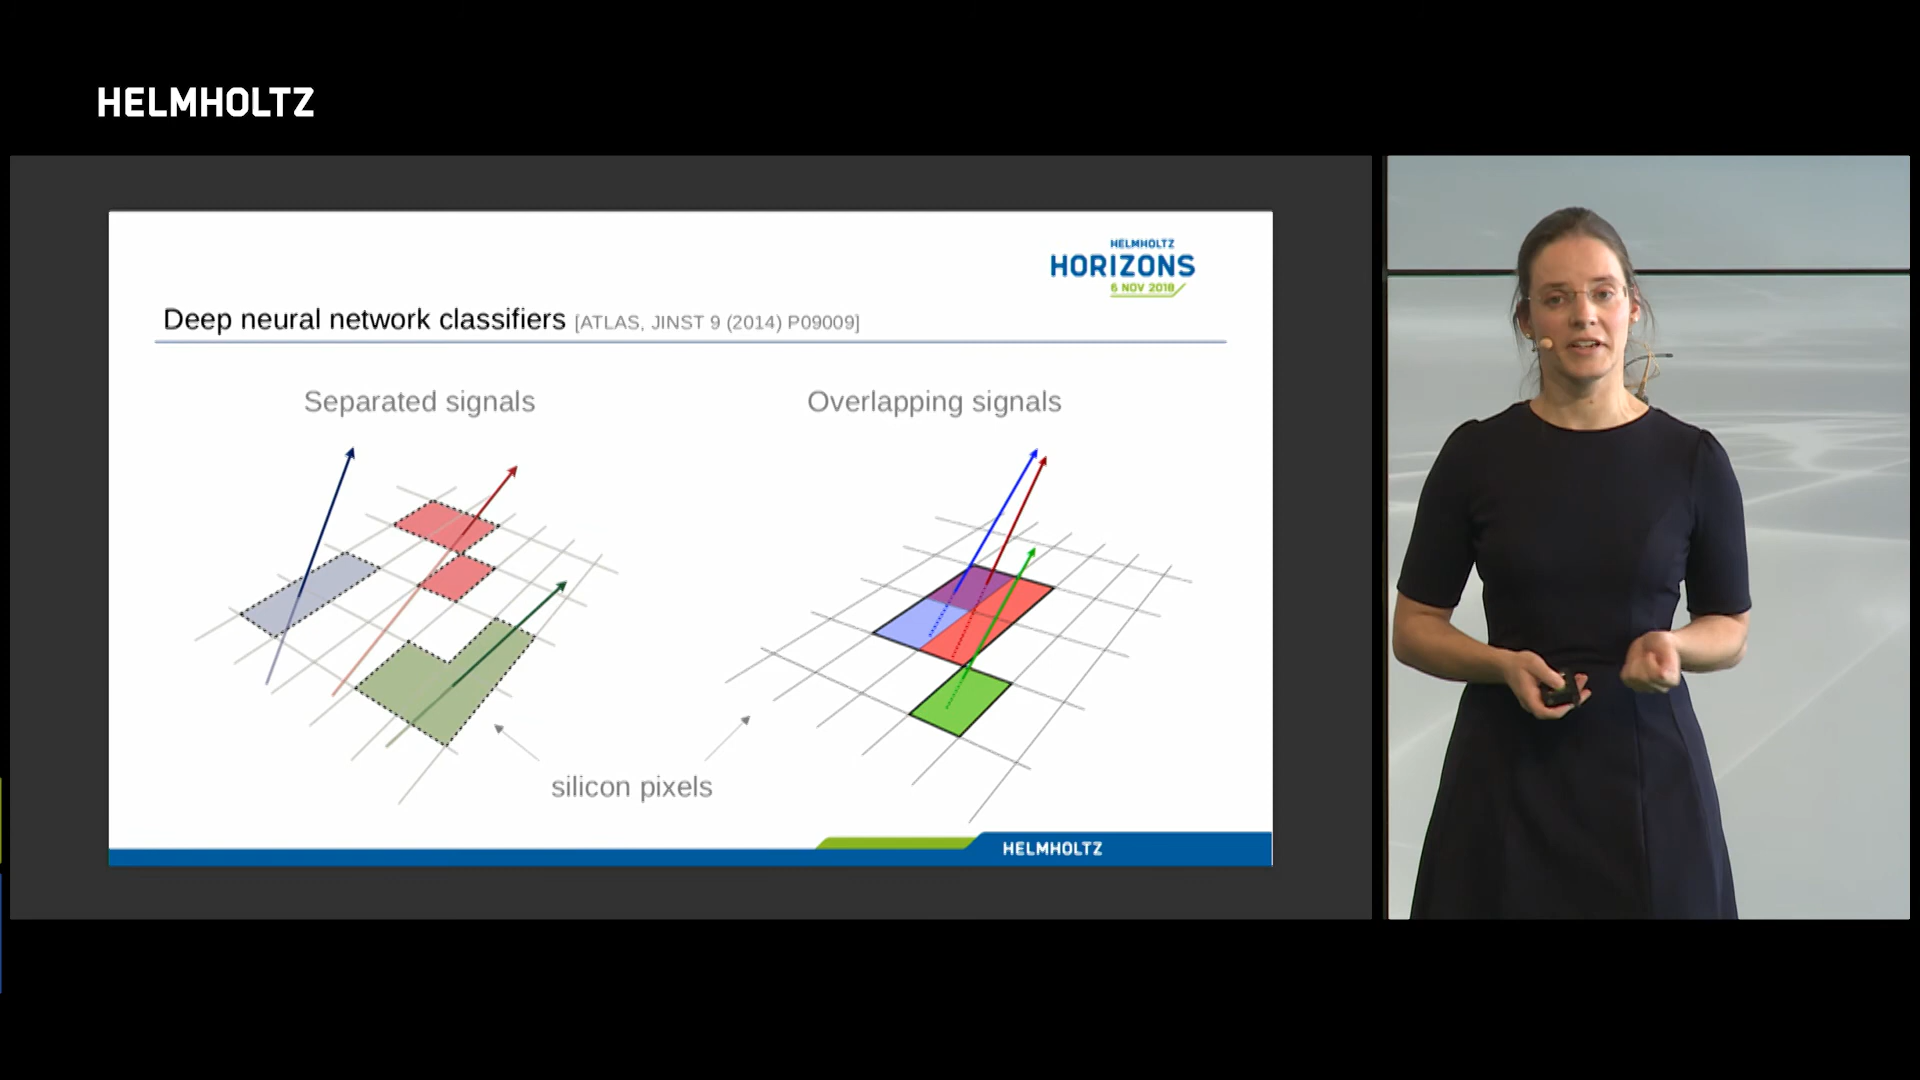 HELMHOLTZ
HELMHOLTZ
HORIZONS
6 NOV 2018
Deep neural network classifiers [ATLAS, JINST 9 (2014) P09009]
Separated signals
Overlapping signals
silicon pixels
HELMHOLTZ